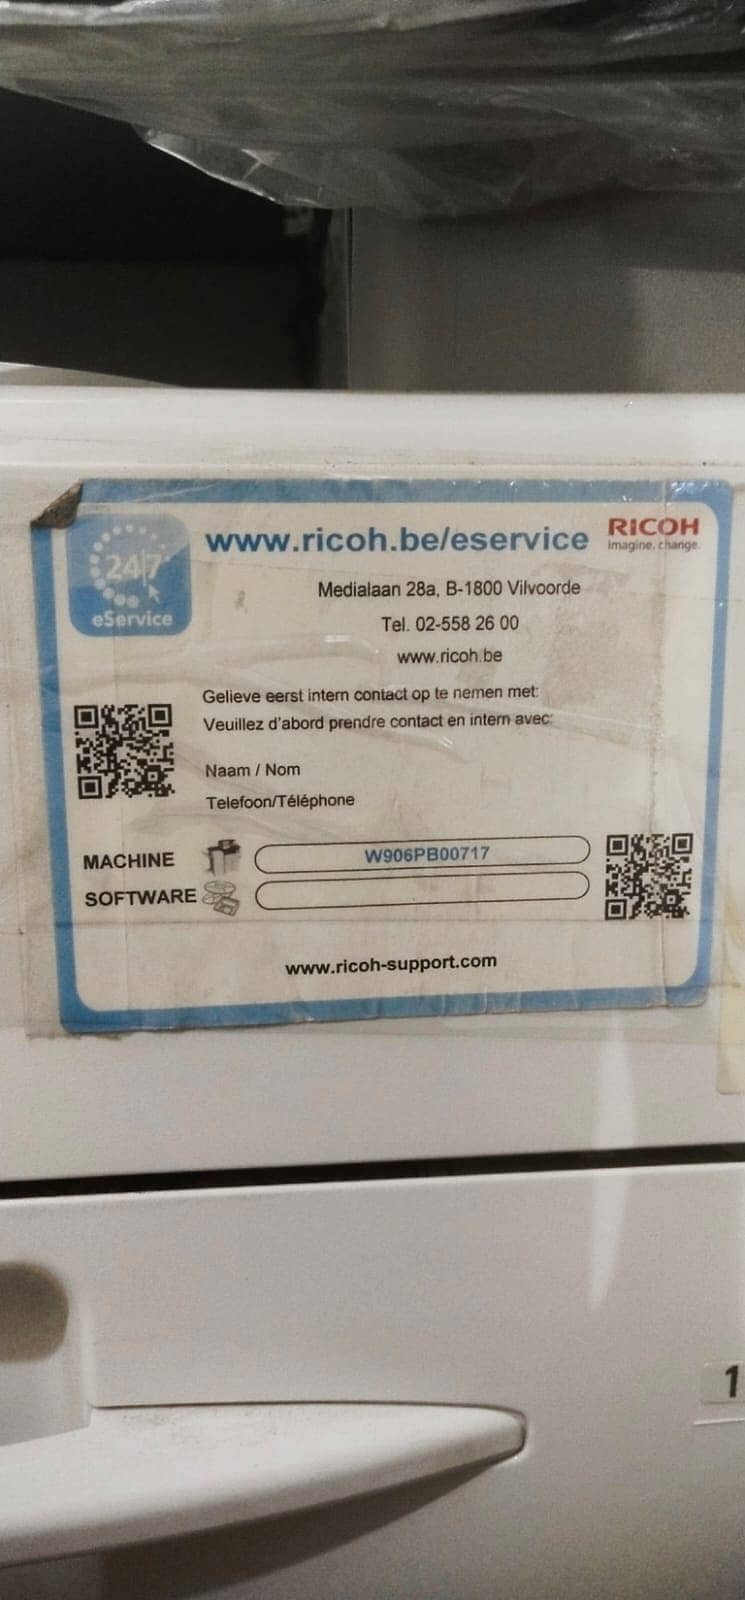 www.ricoh.be/eservice
RICOH
imagine. change.
24|7
eService
Medialaan 28a, B-1800 Vilvoorde
Tel. 02-558 26 00
www.ricoh.be
Gelieve eerst intern contact op te nemen met:
Veuillez d'abord prendre contact en intern avec:
Naam / Nom
Telefoon/Téléphone
MACHINE W906PB00717
SOFTWARE
www.ricoh-support.com
1